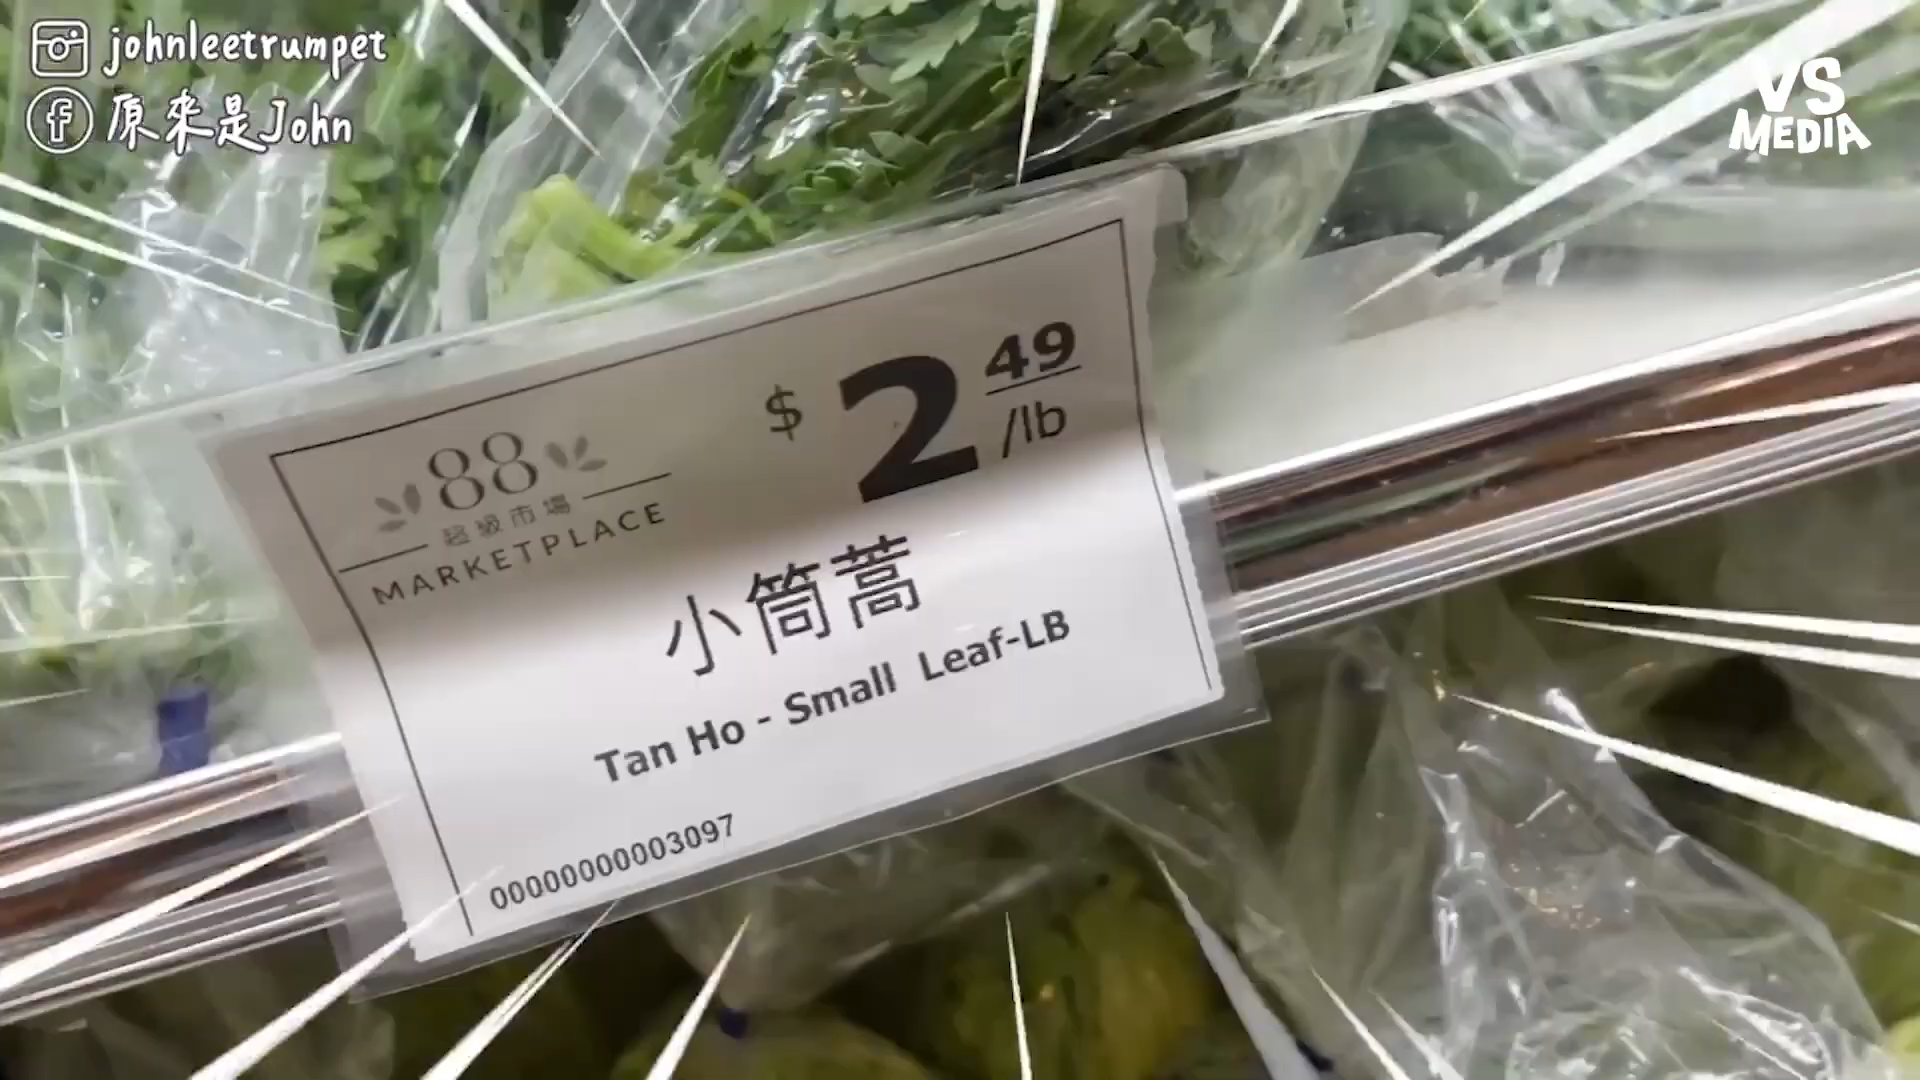 johnleetrumpet
原來是John
VS
MEDIA
$ 2 49
/lb
88
超級市場
MARKETPLACE
小筒蒿
Tan Ho - Small Leaf-LB
0000000003097